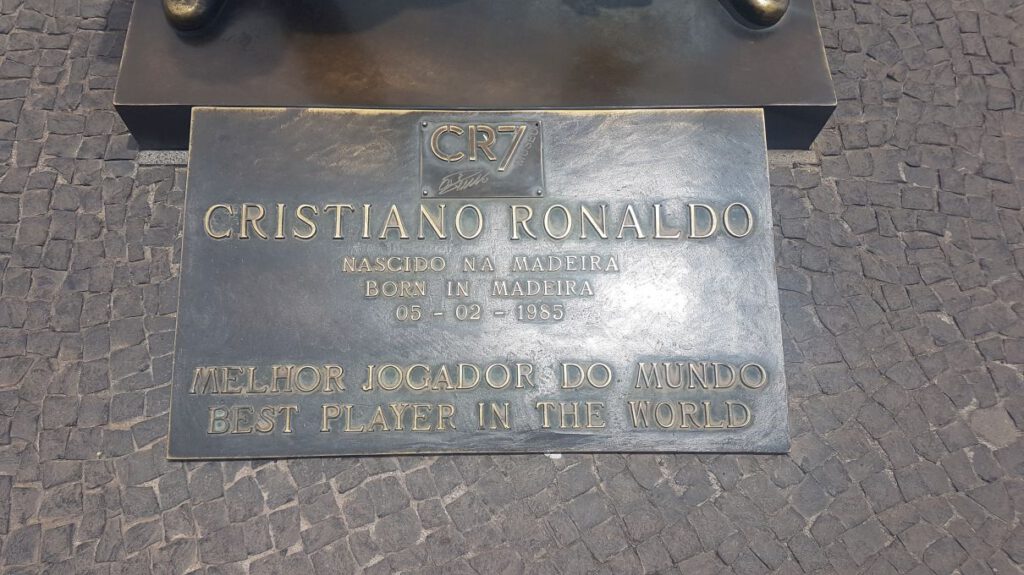 CR7
CRISTIANO RONALDO
NASCIDO NA MADEIRA
BORN IN MADEIRA
05 - 02 - 1985
MELHOR JOGADOR DO MUNDO
BEST PLAYER IN THE WORLD